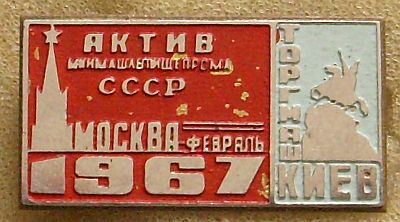 АКТИВ
МИНМАШЛЕГПИЩЕПРОМА
СССР
МОСКВА-ФЕВРАЛЬ
1967
ТОРГМАШ
КИЕВ